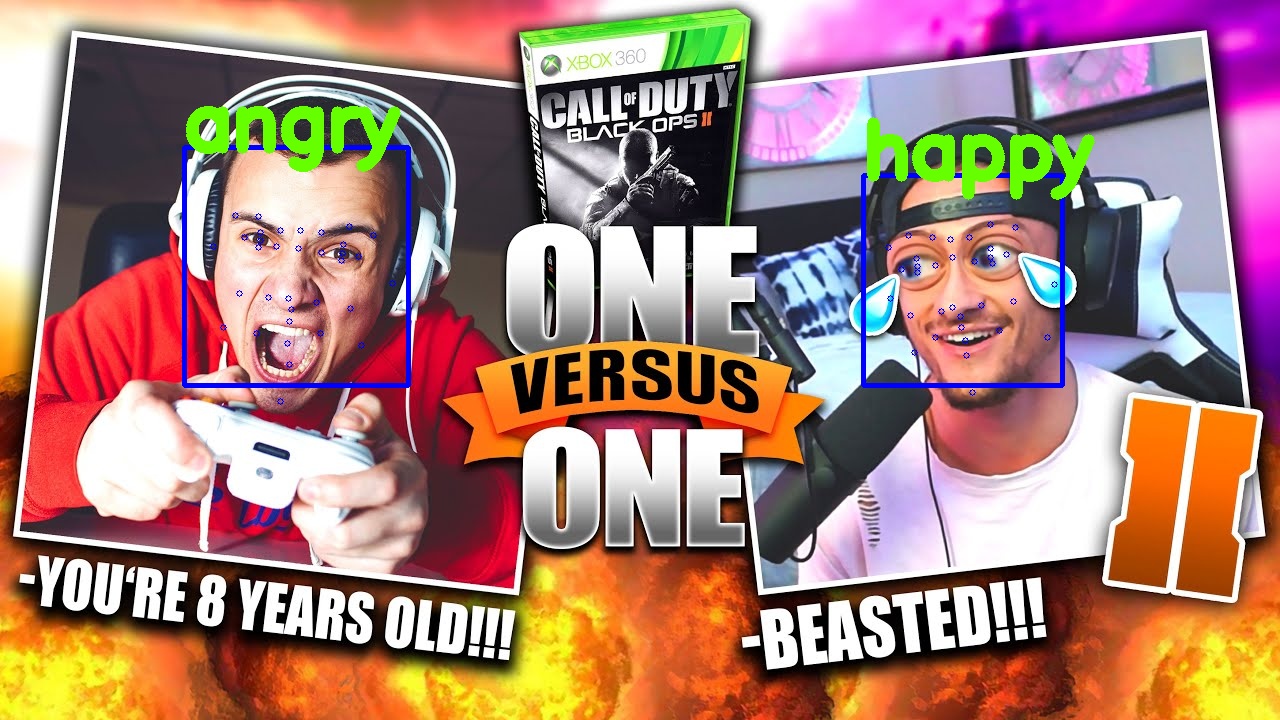 angry
happy
XBOX 360
CALL OF DUTY
BLACK OPS II
ONE
VERSUS
ONE
II
-YOU‘RE 8 YEARS OLD!!!
-BEASTED!!!